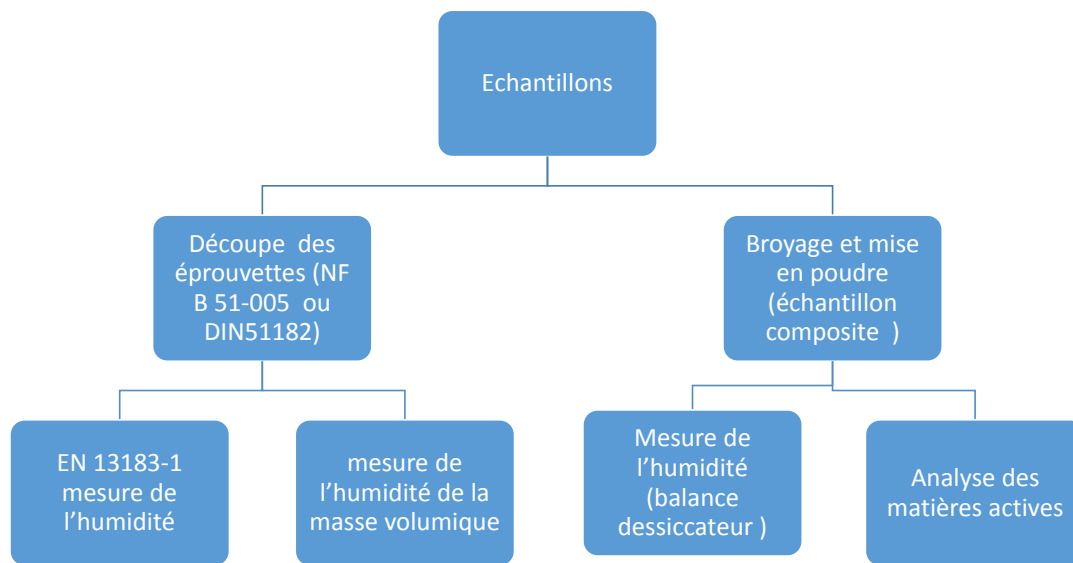 Echantillons
Découpe des
éprouvettes (NF
B 51-005 ou
DIN51182)
Broyage et mise
en poudre
(échantillon
composite )
EN 13183-1
mesure de
l’humidité
mesure de
l’humidité de la
masse volumique
Mesure de
l’humidité
(balance
dessiccateur )
Analyse des
matières actives